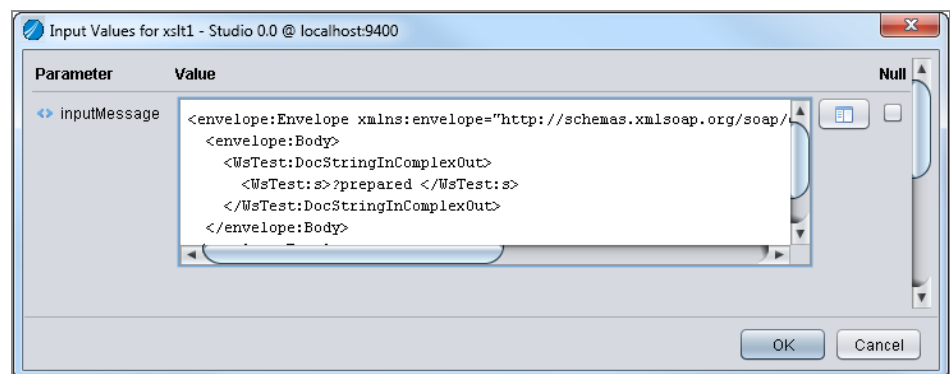 Input Values for xslt1 - Studio 0.0 @ localhost:9400
Parameter Value Null
inputMessage
<envelope:Envelope xmlns:envelope="http://schemas.xmlsoap.org/soap/
<envelope:Body>
<WsTest:DocStringInComplexOut>
<WsTest:s>?prepared </WsTest:s>
</WsTest:DocStringInComplexOut>
</envelope:Body>
OK Cancel